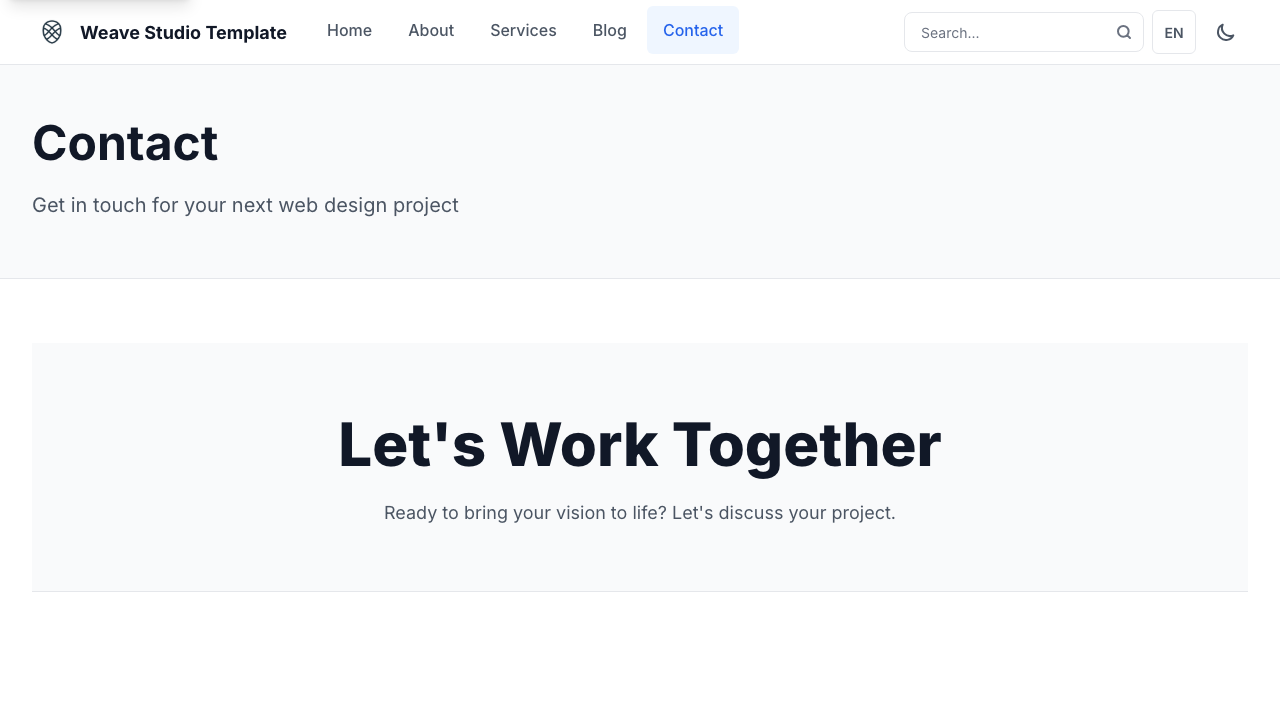 Weave Studio Template
Home
About
Services
Blog
Contact
Search...
EN
Contact
Get in touch for your next web design project
Let's Work Together
Ready to bring your vision to life? Let's discuss your project.